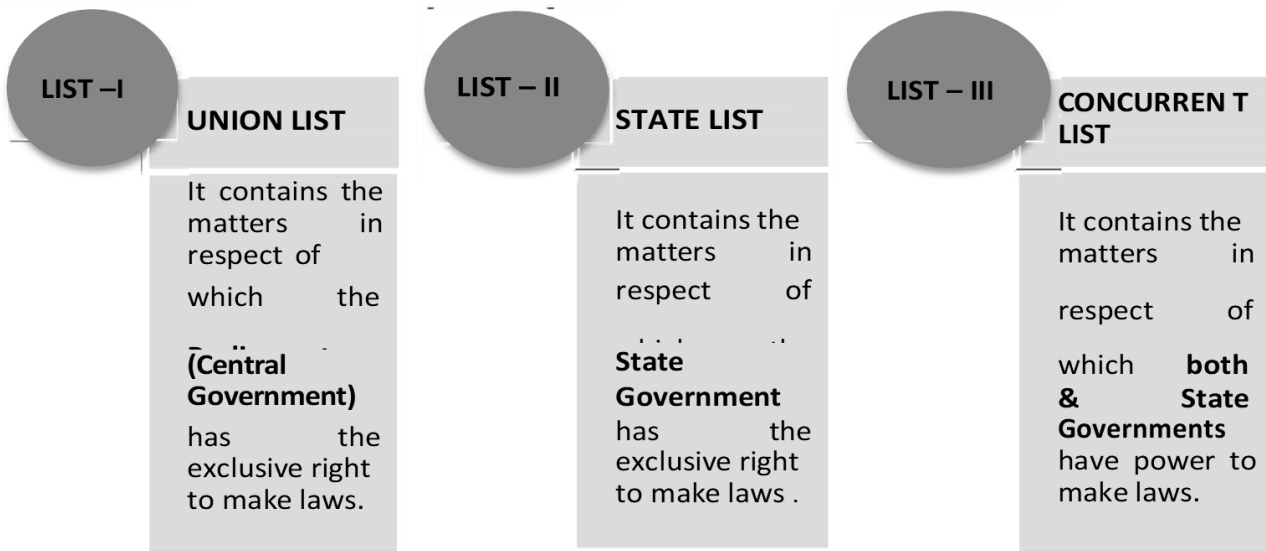 LIST –I
UNION LIST
It contains the
matters in
respect of
which the
(Central
Government)
has the
exclusive right
to make laws.
LIST – II
STATE LIST
It contains the
matters in
respect of
State
Government
has the
exclusive right
to make laws .
LIST – III
CONCURREN T
LIST
It contains the
matters in
respect of
which both
& State
Governments
have power to
make laws.